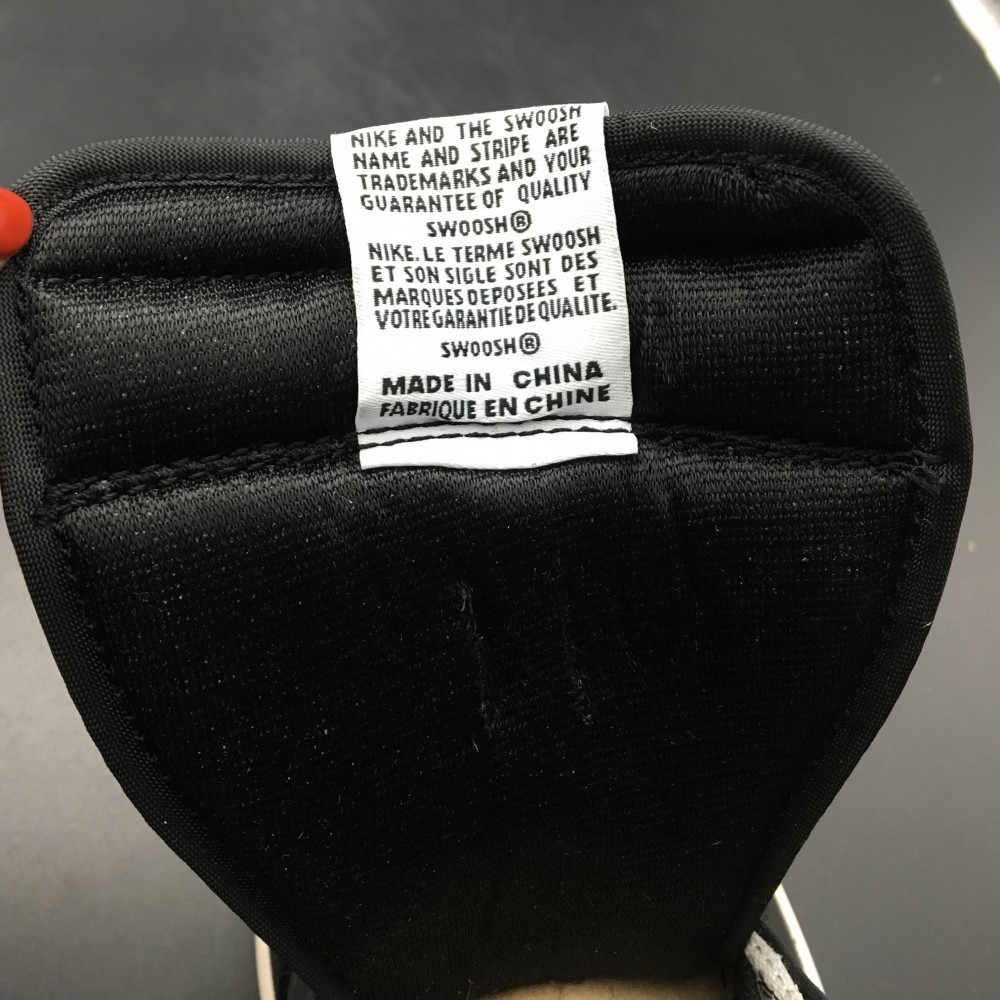 NIKE AND THE SWOOSH
NAME AND STRIPE ARE
TRADEMARKS AND YOUR
GUARANTEE OF QUALITY
SWOOSH®
NIKE. LE TERME SWOOSH
ET SON SIGLE SONT DES
MARQUES DEPOSEES ET
VOTRE GARANTIE DE QUALITE.
SWOOSH®
MADE IN CHINA
FABRIQUE EN CHINE